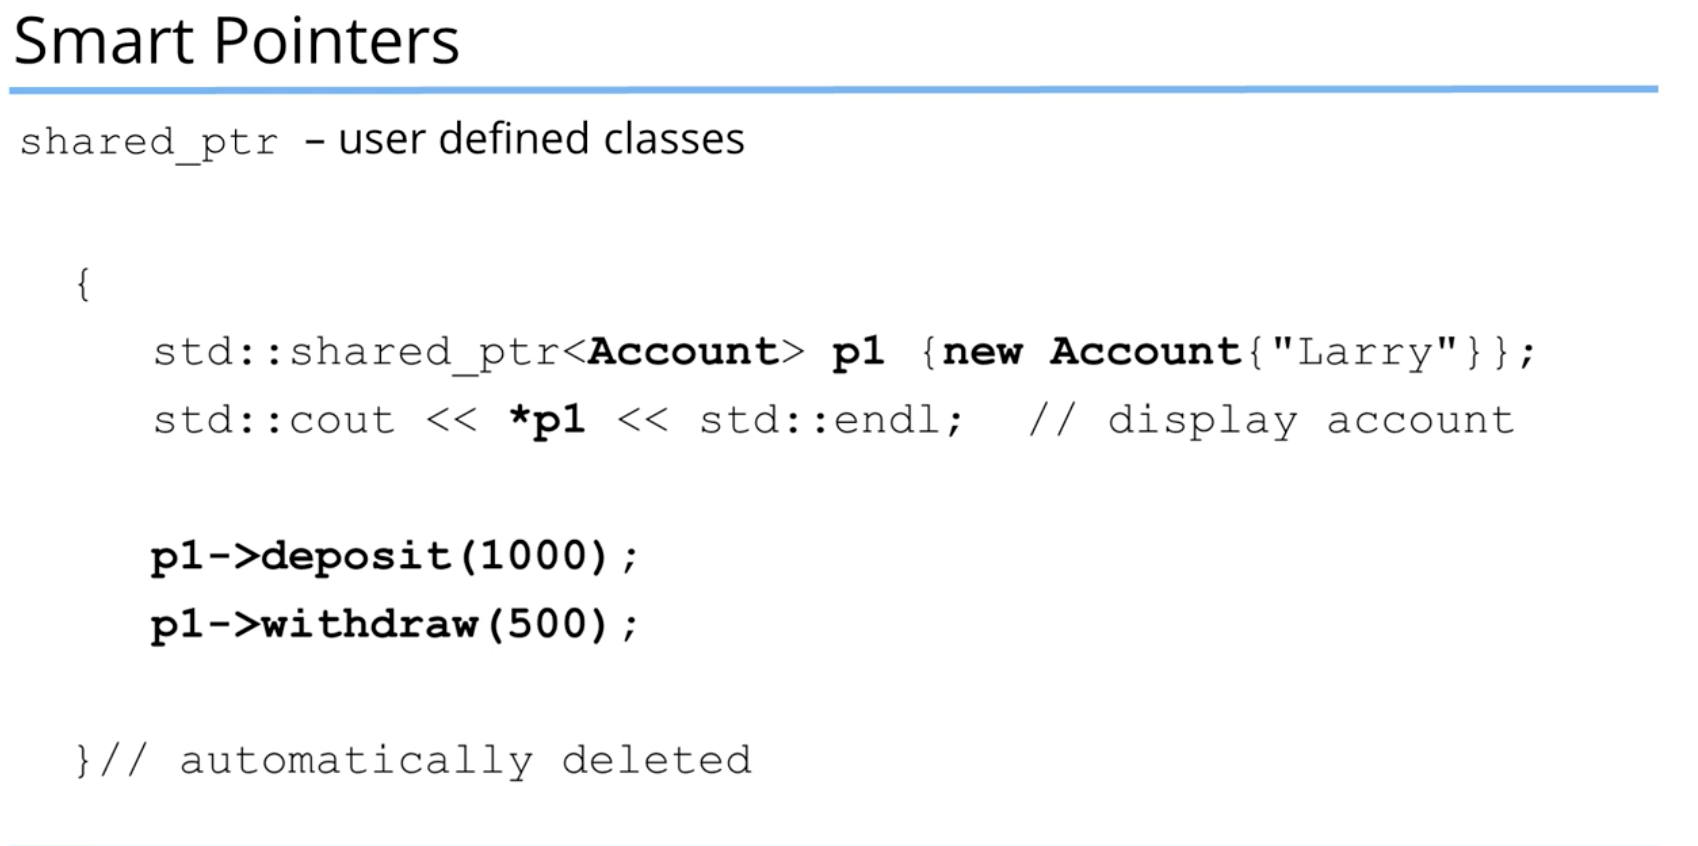 Smart Pointers
shared_ptr – user defined classes
{
std::shared_ptr<Account> p1 {new Account{"Larry"}};
std::cout << *p1 << std::endl;  // display account
p1->deposit(1000);
p1->withdraw(500);
}// automatically deleted